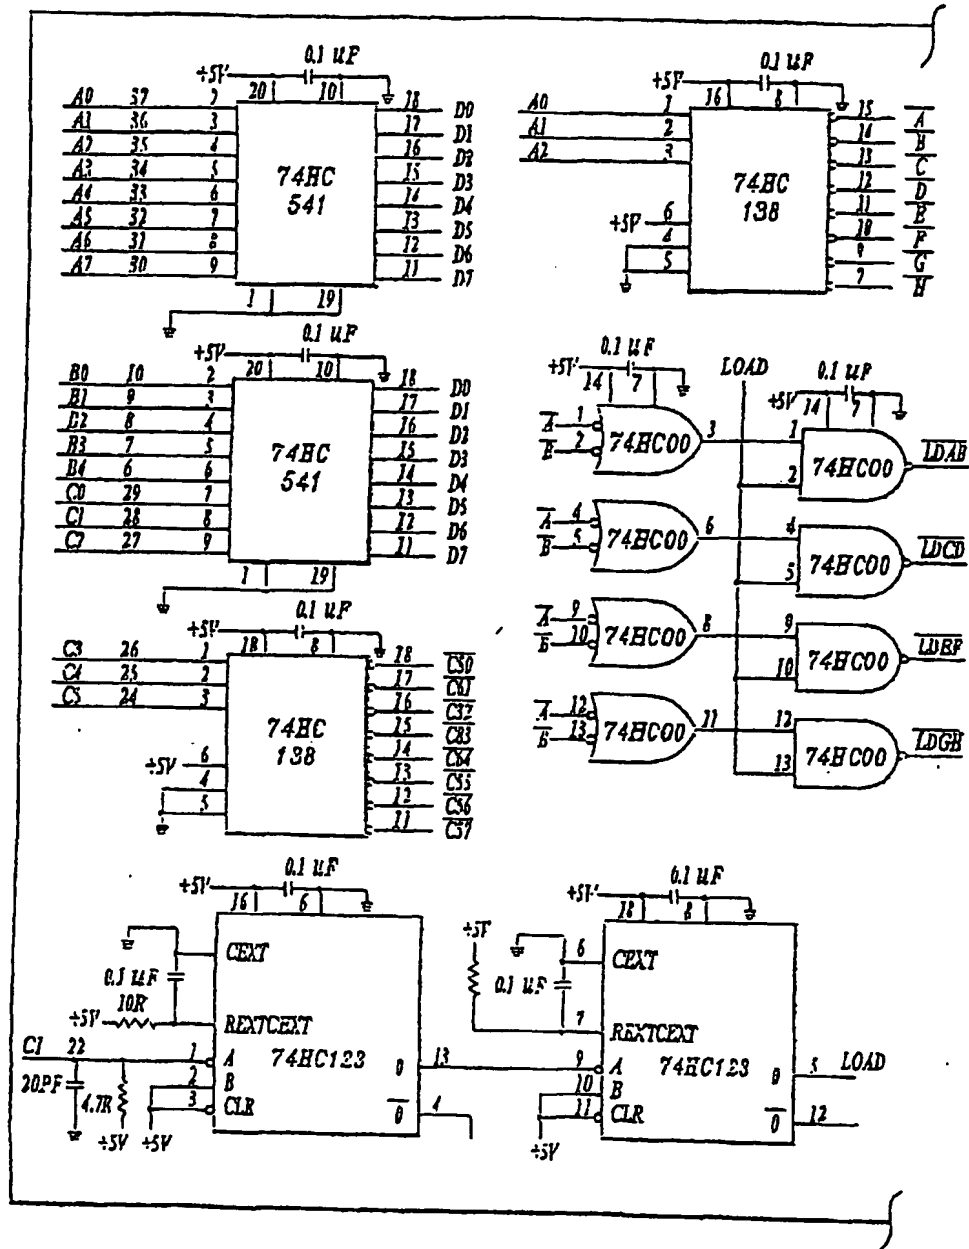 0.1 uF
+5V
20 10
A0 37 2
A1 36 3
A2 35 4
A3 34 5
A4 33 6
A5 32 7
A6 31 8
A7 30 9
74HC
541
18 D0
17 D1
16 D2
15 D3
14 D4
13 D5
12 D6
11 D7
1 19
0.1 uF
+5V
16 8
A0 1
A1 2
A2 3
+5V 6
4
5
74HC
138
15 A
14 B
13 C
12 D
11 E
10 F
9 G
7 H
0.1 uF
+5V
20 10
B0 10 2
B1 9 3
B2 8 4
B3 7 5
B4 6 6
C0 29 7
C1 28 8
C2 27 9
74HC
541
18 D0
17 D1
16 D2
15 D3
14 D4
13 D5
12 D6
11 D7
1 19
0.1 uF
+5V
14 7
LOAD
0.1 uF
+5V
14 7
A 1
B 2
74HC00
3
1
2
74HC00
LDAB
A 4
B 5
74HC00
6
4
5
74HC00
LDCD
A 9
B 10
74HC00
8
9
10
74HC00
LDEF
A 12
B 13
74HC00
11
12
13
74HC00
LDGH
0.1 uF
+5V
18 8
C3 26 1
C4 25 2
C5 24 3
+5V 6
4
5
74HC
138
18 CS0
17 CS1
16 CS2
15 CS3
14 CS4
13 CS5
12 CS6
11 CS7
0.1 uF
+5V
16 6
CEXT
0.1 uF
10K
+5V
REXTCEXT
74HC123
C1 22
1 A
2 B
3 CLR
20PF
4.7K
+5V
+5V
Q 13
Q 4
0.1 uF
+5V
18 8
+5V
6 CEXT
0.1 uF
7 REXTCEXT
74HC123
9 A
10 B
11 CLR
+5V
Q 5 LOAD
Q 12